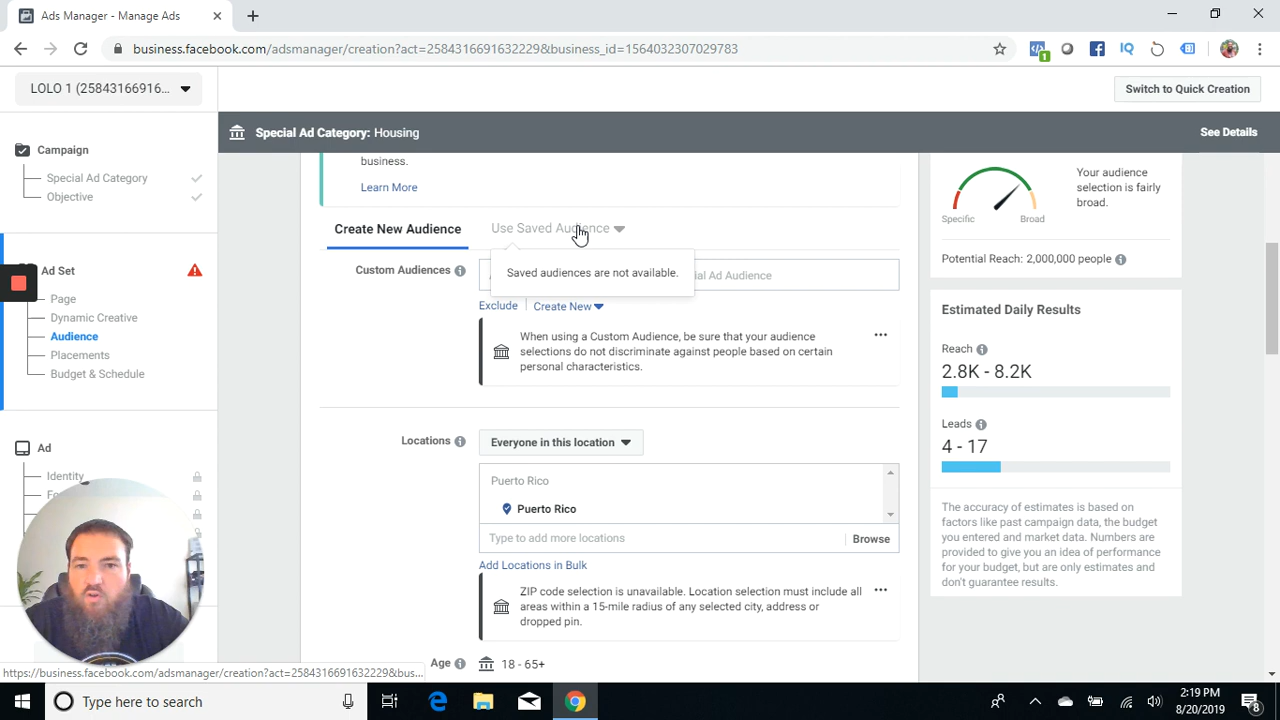 Ads Manager - Manage Ads
business.facebook.com/adsmanager/creation?act=2584316691632229&business_id=1564032307029783
LOLO 1 (25843166916...
Switch to Quick Creation
Campaign
Special Ad Category
Objective
Ad Set
Page
Dynamic Creative
Audience
Placements
Budget & Schedule
Ad
Identity
Special Ad Category: Housing
See Details
business.
Learn More
Create New Audience
Use Saved Audience
Saved audiences are not available.
Custom Audiences
ial Ad Audience
Exclude
Create New
When using a Custom Audience, be sure that your audience
selections do not discriminate against people based on certain
personal characteristics.
Locations
Everyone in this location
Puerto Rico
Puerto Rico
Type to add more locations
Browse
Add Locations in Bulk
ZIP code selection is unavailable. Location selection must include all
areas within a 15-mile radius of any selected city, address or
dropped pin.
Age
18 - 65+
Your audience
selection is fairly
broad.
Specific
Broad
Potential Reach: 2,000,000 people
Estimated Daily Results
Reach
2.8K - 8.2K
Leads
4 - 17
The accuracy of estimates is based on
factors like past campaign data, the budget
you entered and market data. Numbers are
provided to give you an idea of performance
for your budget, but are only estimates and
don't guarantee results.
https://business.facebook.com/adsmanager/creation?act=2584316691632229&bus...
Type here to search
2:19 PM
8/20/2019
8
1
IQ